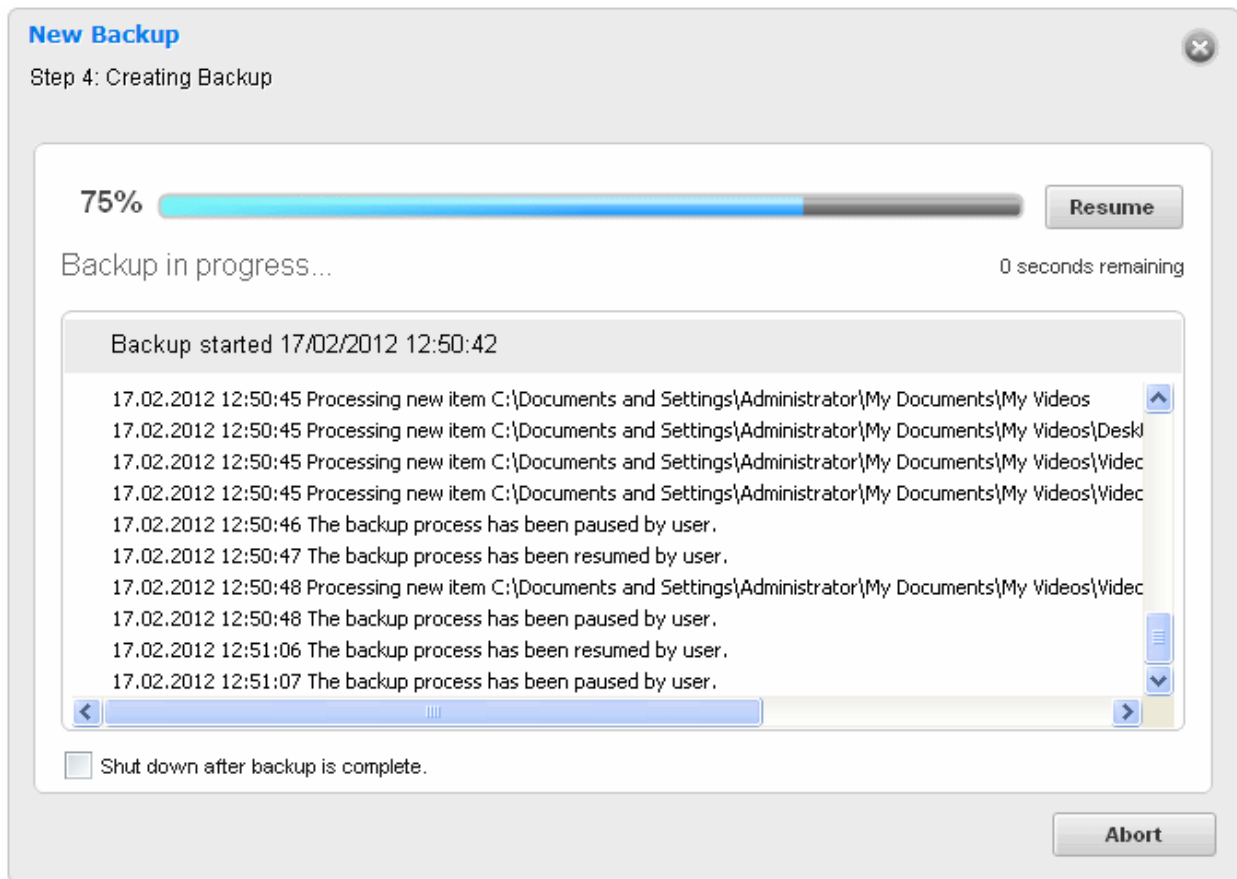 New Backup
Step 4: Creating Backup
75%
Resume
Backup in progress...
0 seconds remaining
Backup started 17/02/2012 12:50:42
17.02.2012 12:50:45 Processing new item C:\Documents and Settings\Administrator\My Documents\My Videos
17.02.2012 12:50:45 Processing new item C:\Documents and Settings\Administrator\My Documents\My Videos\Desk
17.02.2012 12:50:45 Processing new item C:\Documents and Settings\Administrator\My Documents\My Videos\Videc
17.02.2012 12:50:45 Processing new item C:\Documents and Settings\Administrator\My Documents\My Videos\Videc
17.02.2012 12:50:46 The backup process has been paused by user.
17.02.2012 12:50:47 The backup process has been resumed by user.
17.02.2012 12:50:48 Processing new item C:\Documents and Settings\Administrator\My Documents\My Videos\Videc
17.02.2012 12:50:48 The backup process has been paused by user.
17.02.2012 12:51:06 The backup process has been resumed by user.
17.02.2012 12:51:07 The backup process has been paused by user.
Shut down after backup is complete.
Abort